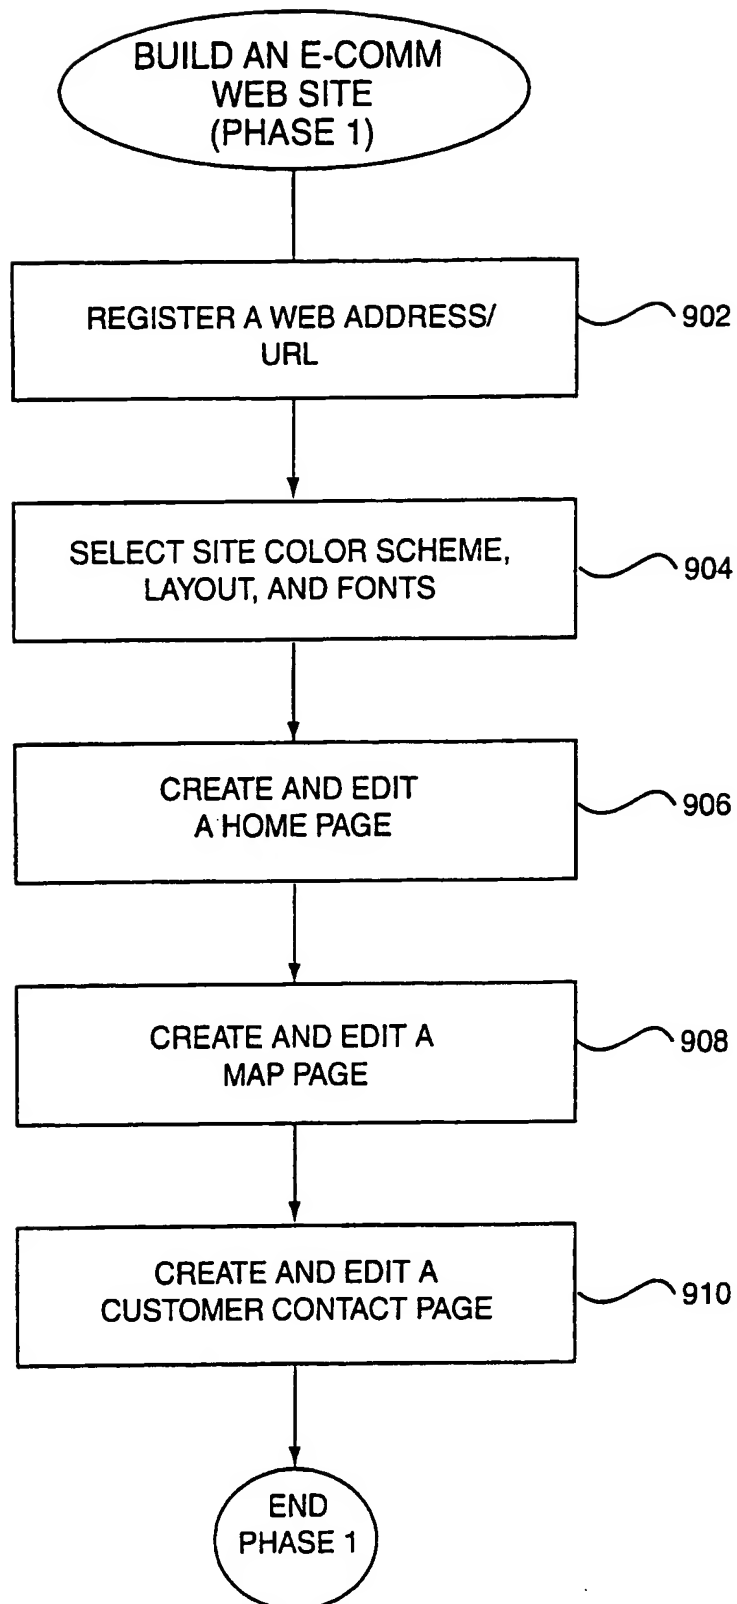 BUILD AN E-COMM
WEB SITE
(PHASE 1)
REGISTER A WEB ADDRESS/
URL
902
SELECT SITE COLOR SCHEME,
LAYOUT, AND FONTS
904
CREATE AND EDIT
A HOME PAGE
906
CREATE AND EDIT A
MAP PAGE
908
CREATE AND EDIT A
CUSTOMER CONTACT PAGE
910
END
PHASE 1